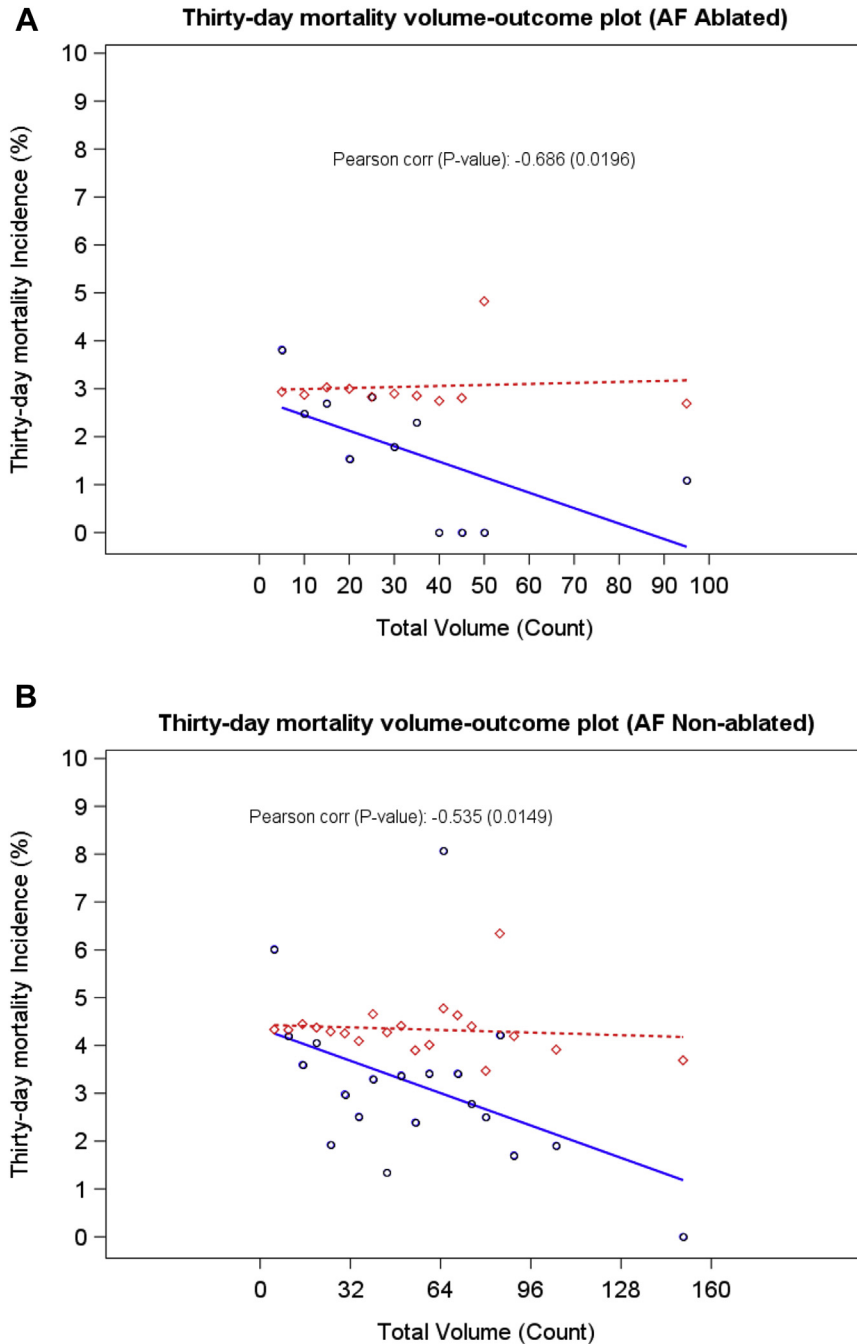 A
Thirty-day mortality volume-outcome plot (AF Ablated)
10
9
8
7
6
5
4
3
2
1
0
Thirty-day mortality Incidence (%)
Pearson corr (P-value): -0.686 (0.0196)
0 10 20 30 40 50 60 70 80 90 100
Total Volume (Count)
B
Thirty-day mortality volume-outcome plot (AF Non-ablated)
10
9
8
7
6
5
4
3
2
1
0
Thirty-day mortality Incidence (%)
Pearson corr (P-value): -0.535 (0.0149)
0 32 64 96 128 160
Total Volume (Count)